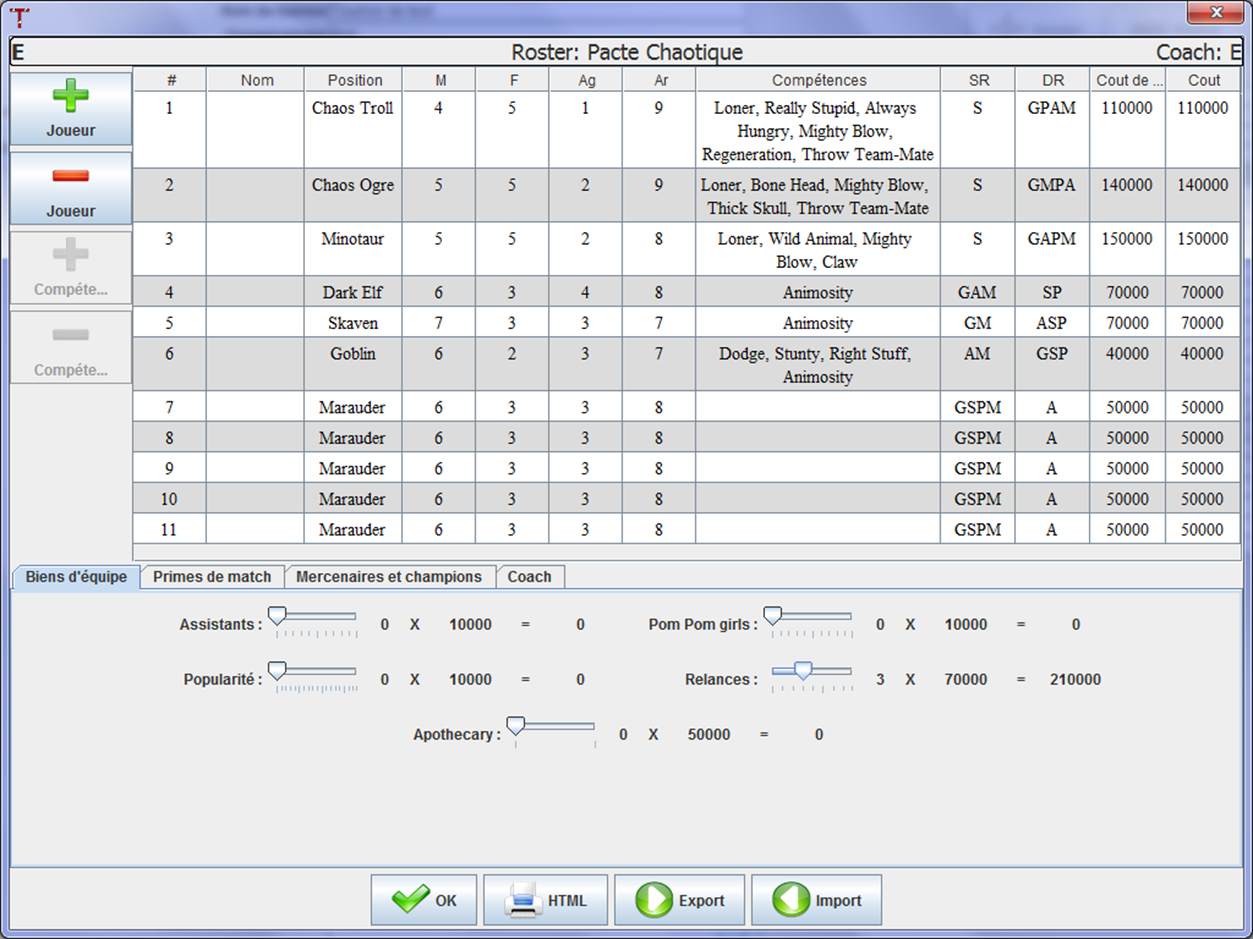 E Roster: Pacte Chaotique Coach: E
Joueur
Joueur
Compéte...
Compéte...
# Nom Position M F Ag Ar Compétences SR DR Cout de ... Cout
1 Chaos Troll 4 5 1 9 Loner, Really Stupid, Always S GPAM 110000 110000
Hungry, Mighty Blow,
Regeneration, Throw Team-Mate
2 Chaos Ogre 5 5 2 9 Loner, Bone Head, Mighty Blow, S GMPA 140000 140000
Thick Skull, Throw Team-Mate
3 Minotaur 5 5 2 8 Loner, Wild Animal, Mighty S GAPM 150000 150000
Blow, Claw
4 Dark Elf 6 3 4 8 Animosity GAM SP 70000 70000
5 Skaven 7 3 3 7 Animosity GM ASP 70000 70000
6 Goblin 6 2 3 7 Dodge, Stunty, Right Stuff, AM GSP 40000 40000
Animosity
7 Marauder 6 3 3 8 GSPM A 50000 50000
8 Marauder 6 3 3 8 GSPM A 50000 50000
9 Marauder 6 3 3 8 GSPM A 50000 50000
10 Marauder 6 3 3 8 GSPM A 50000 50000
11 Marauder 6 3 3 8 GSPM A 50000 50000
Biens d'équipe Primes de match Mercenaires et champions Coach
Assistants : 0 X 10000 = 0 Pom Pom girls : 0 X 10000 = 0
Popularité : 0 X 10000 = 0 Relances : 3 X 70000 = 210000
Apothecary : 0 X 50000 = 0
OK HTML Export Import